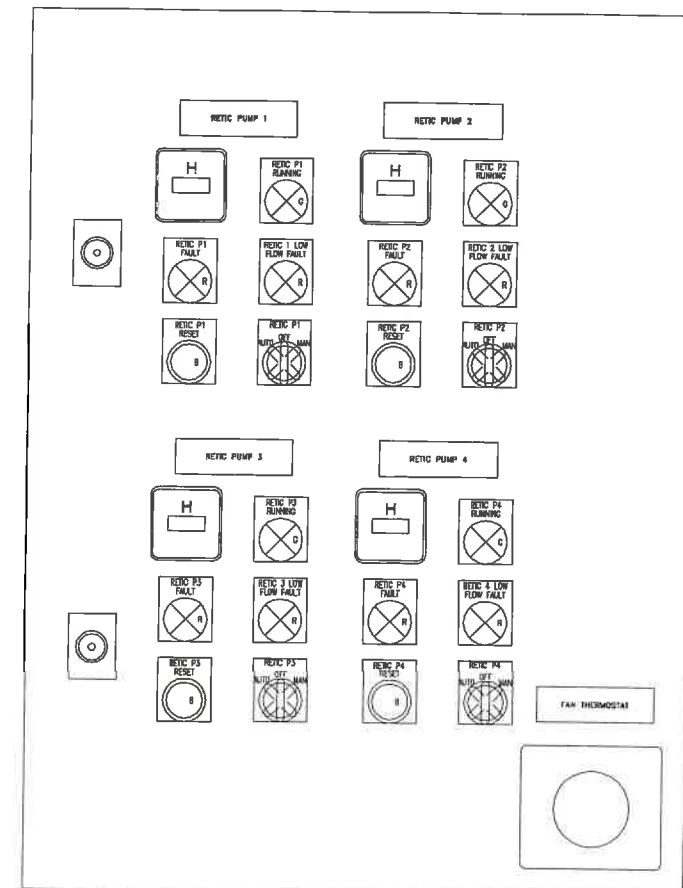 RETIC PUMP 1
RETIC PUMP 2
H
RETIC P1
RUNNING
G
H
RETIC P2
RUNNING
G
RETIC P1
FAULT
R
RETIC 1 LOW
FLOW FAULT
R
RETIC P2
FAULT
R
RETIC 2 LOW
FLOW FAULT
R
RETIC P1
RESET
B
RETIC P1
OFF
AUTO MAN
RETIC P2
RESET
B
RETIC P2
OFF
AUTO MAN
RETIC PUMP 3
RETIC PUMP 4
H
RETIC P3
RUNNING
G
H
RETIC P4
RUNNING
G
RETIC P3
FAULT
R
RETIC 3 LOW
FLOW FAULT
R
RETIC P4
FAULT
R
RETIC 4 LOW
FLOW FAULT
R
RETIC P3
RESET
B
RETIC P3
OFF
AUTO MAN
RETIC P4
RESET
B
RETIC P4
OFF
AUTO MAN
FAN THERMOSTAT